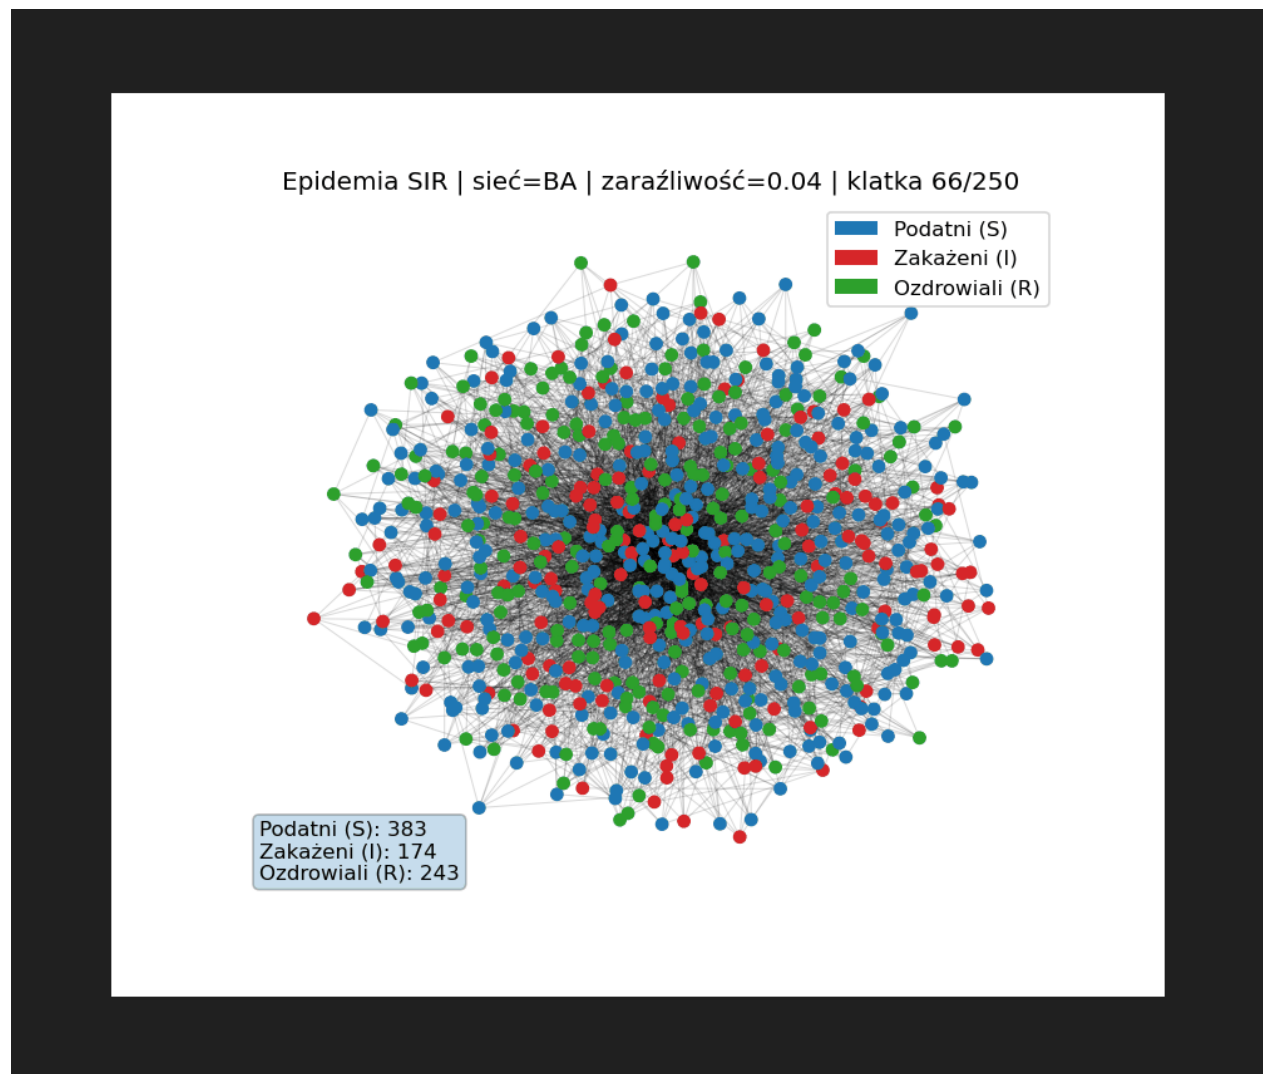 Epidemia SIR | sieć=BA | zaraźliwość=0.04 | klatka 66/250
Podatni (S)
Zakażeni (I)
Ozdrowiali (R)
Podatni (S): 383
Zakażeni (I): 174
Ozdrowiali (R): 243